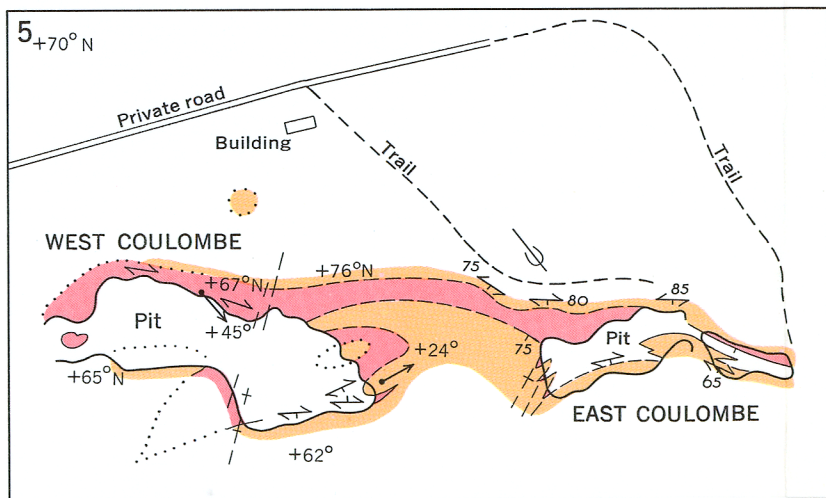 5
+70° N
Private road
Building
Trail
Trail
WEST COULOMBE
+67°N
+76°N
75
80
85
Pit
+45°
+24°
75
Pit
+65°N
65
EAST COULOMBE
+62°